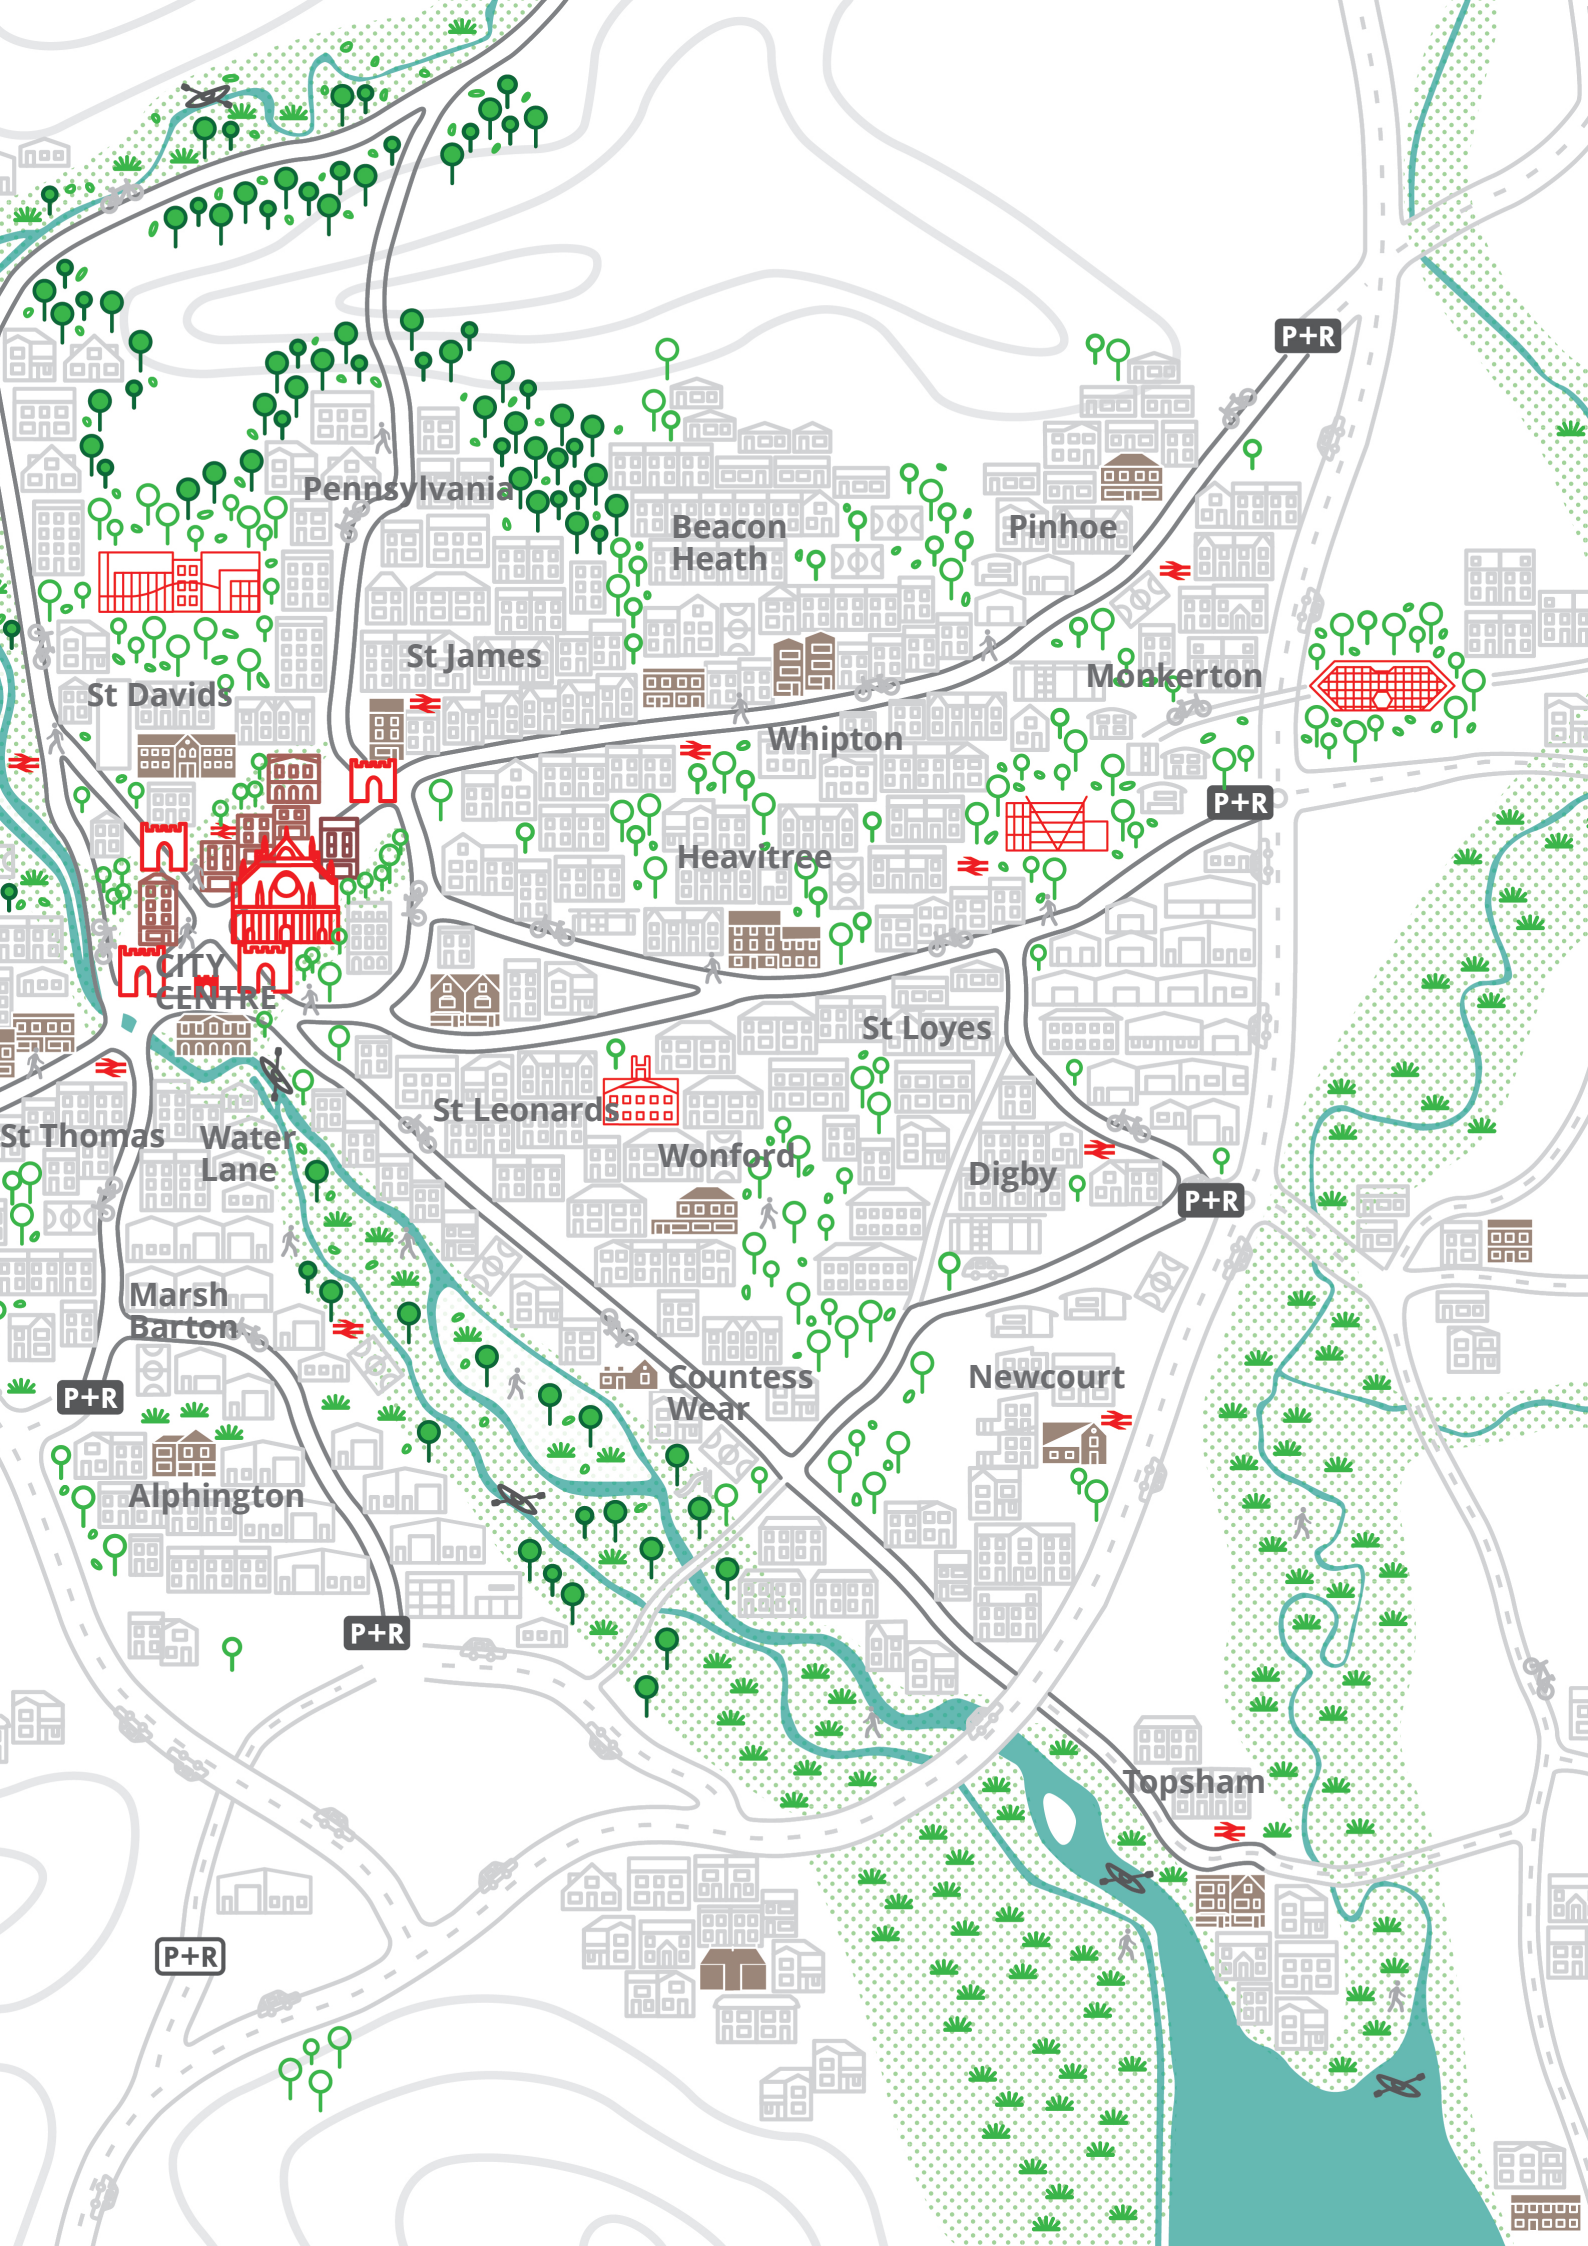 P+R
Pennsylvania
Beacon
Heath
Pinhoe
St James
Monkerton
St Davids
Whipton
P+R
Heavitree
CITY
CENTRE
St Loyes
St Leonards
St Thomas
Water
Lane
Wonford
Digby
P+R
Marsh
Barton
Countess
Wear
Newcourt
P+R
Alphington
P+R
Topsham
P+R